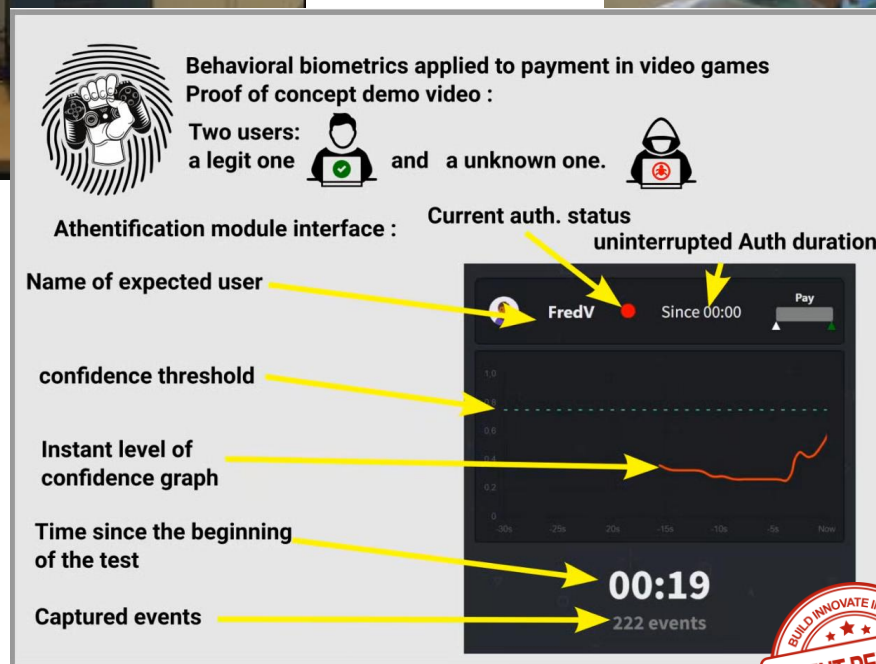 Behavioral biometrics applied to payment in video games
Proof of concept demo video :
Two users:
a legit one and a unknown one.
Athentification module interface :
Current auth. status
uninterrupted Auth duration
Name of expected user
FredV Since 00:00 Pay
confidence threshold
1,0
0,8
0,6
Instant level of
confidence graph
0,4
0,2
0
-30s -25s 20s -15s -10s -5s Now
Time since the beginning
of the test
00:19
Captured events
222 events
BUILD INNOVATE